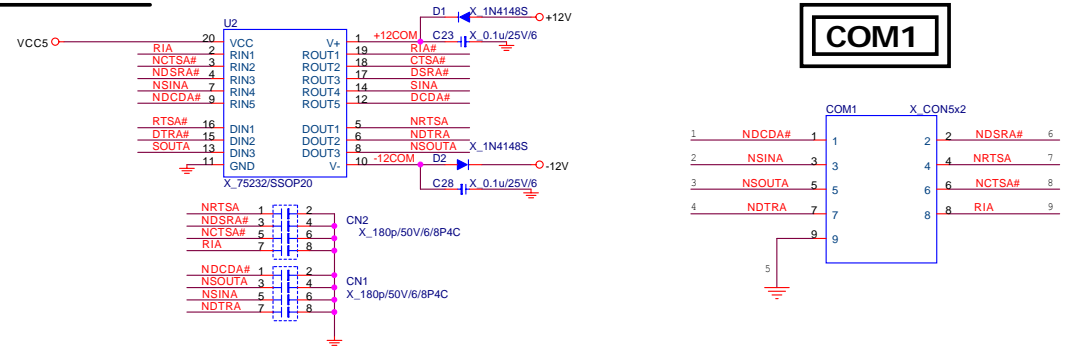 D1 X_1N4148S
+12V
U2
VCC5
20 VCC V+ 1 +12COM C23 X_0.1u/25V/6
RIA 2 RIN1 ROUT1 19 RIA#
NCTSA# 3 RIN2 ROUT2 18 CTSA#
NDSRA# 4 RIN3 ROUT3 17 DSRA#
NSINA 7 RIN4 ROUT4 14 SINA
NDCDA# 9 RIN5 ROUT5 12 DCDA#
RTSA# 16 DIN1 DOUT1 5 NRTSA
DTRA# 15 DIN2 DOUT2 6 NDTRA
SOUTA 13 DIN3 DOUT3 8 NSOUTA X_1N4148S
11 GND V- 10 -12COM D2 -12V
X_75232/SSOP20
C28 X_0.1u/25V/6
NRTSA 1 2
NDSRA# 3 4 CN2
NCTSA# 5 6 X_180p/50V/6/8P4C
RIA 7 8
NDCDA# 1 2
NSOUTA 3 4 CN1
NSINA 5 6 X_180p/50V/6/8P4C
NDTRA 7 8
COM1
COM1 X_CON5x2
1 NDCDA# 1 1 2 2 NDSRA# 6
2 NSINA 3 3 4 4 NRTSA 7
3 NSOUTA 5 5 6 6 NCTSA# 8
4 NDTRA 7 7 8 8 RIA 9
9 9
5